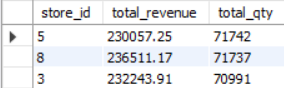 store_id total_revenue total_qty
5 230057.25 71742
8 236511.17 71737
3 232243.91 70991